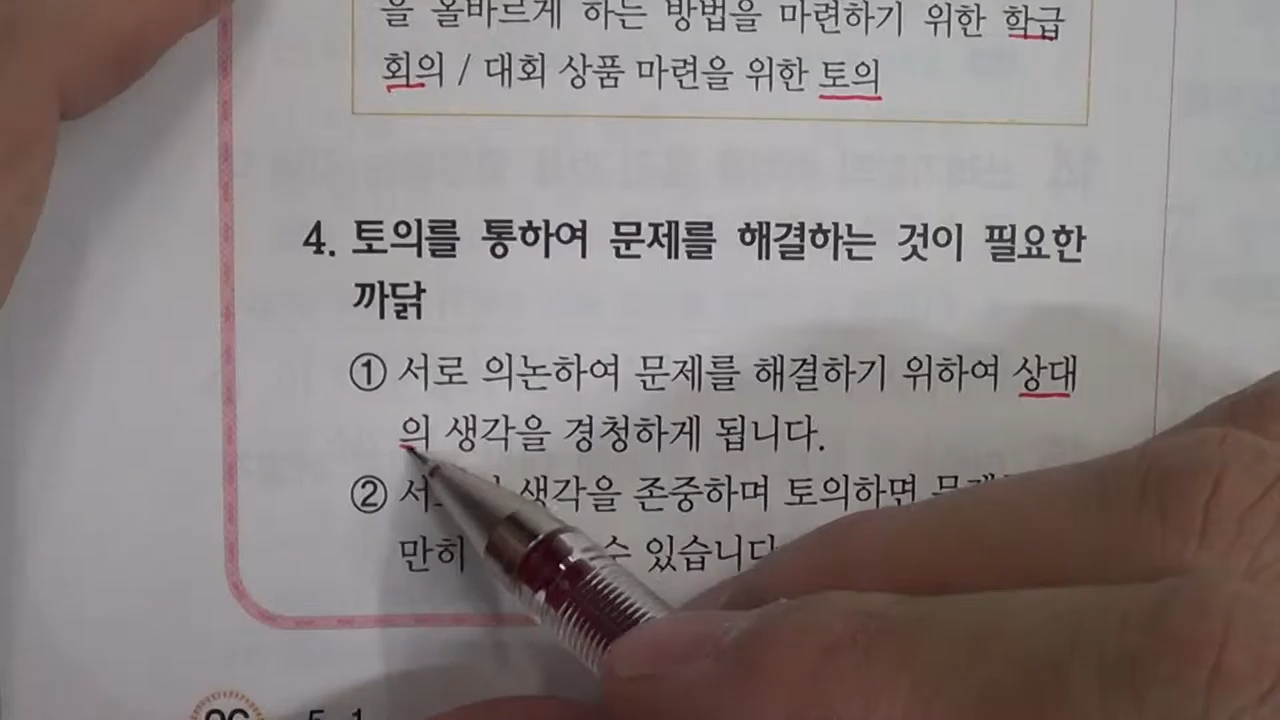 을 올바르게 하는 방법을 마련하기 위한 학급
회의 / 대회 상품 마련을 위한 토의
4. 토의를 통하여 문제를 해결하는 것이 필요한
까닭
① 서로 의논하여 문제를 해결하기 위하여 상대
의 생각을 경청하게 됩니다.
② 생각을 존중하며 토의하면
만히 수 있습니다
5-1